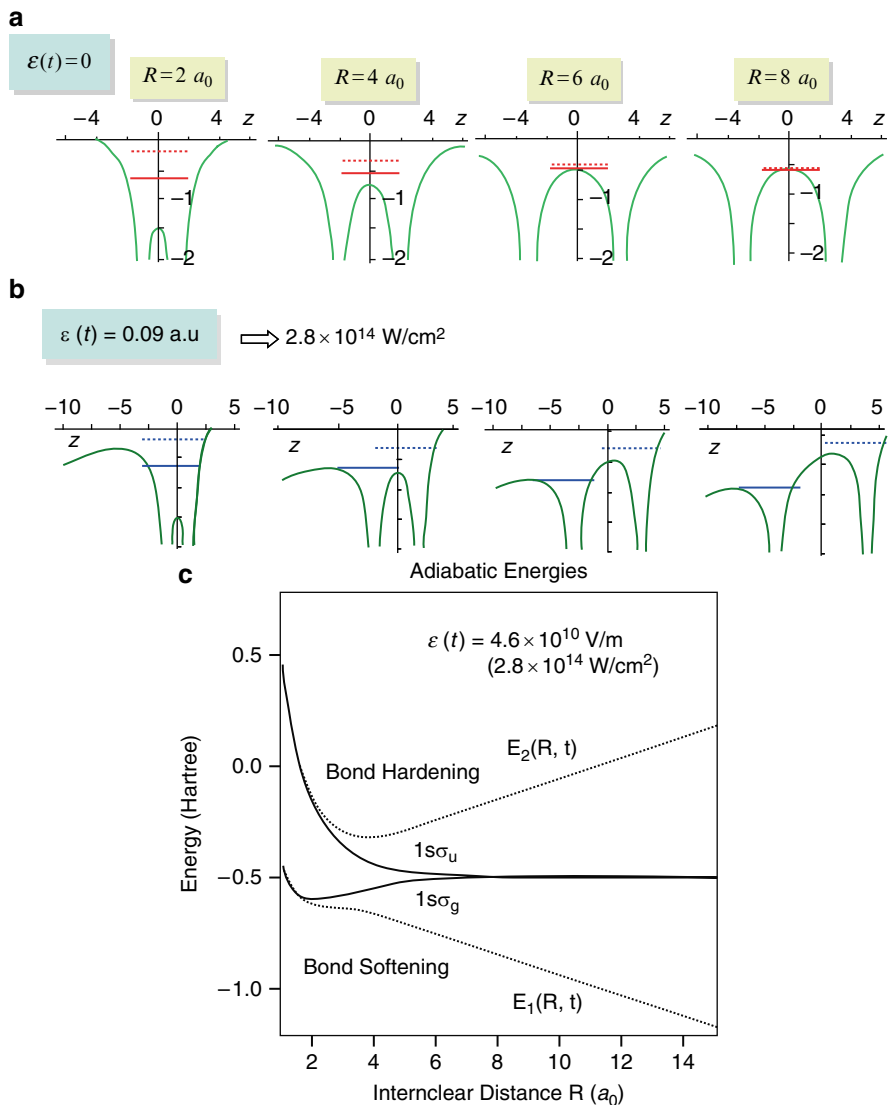 a
ε(t)=0
R=2 a₀ R=4 a₀ R=6 a₀ R=8 a₀
−4 0 4 z −4 0 4 z −4 0 4 z −4 0 4 z
−1 −1 −1 −1
−2 −2 −2 −2
b
ε (t) = 0.09 a.u ⇨ 2.8 × 10¹⁴ W/cm²
−10 −5 0 5 −10 −5 0 5 −10 −5 0 5 −10 −5 0 5
z z z z
c Adiabatic Energies
ε (t) = 4.6 × 10¹⁰ V/m
(2.8 × 10¹⁴ W/cm²)
0.5
E₂(R, t)
0.0
Bond Hardening
Energy (Hartree)
1sσᵤ
−0.5
1sσg
Bond Softening
−1.0
E₁(R, t)
2 4 6 8 10 12 14
Internclear Distance R (a₀)